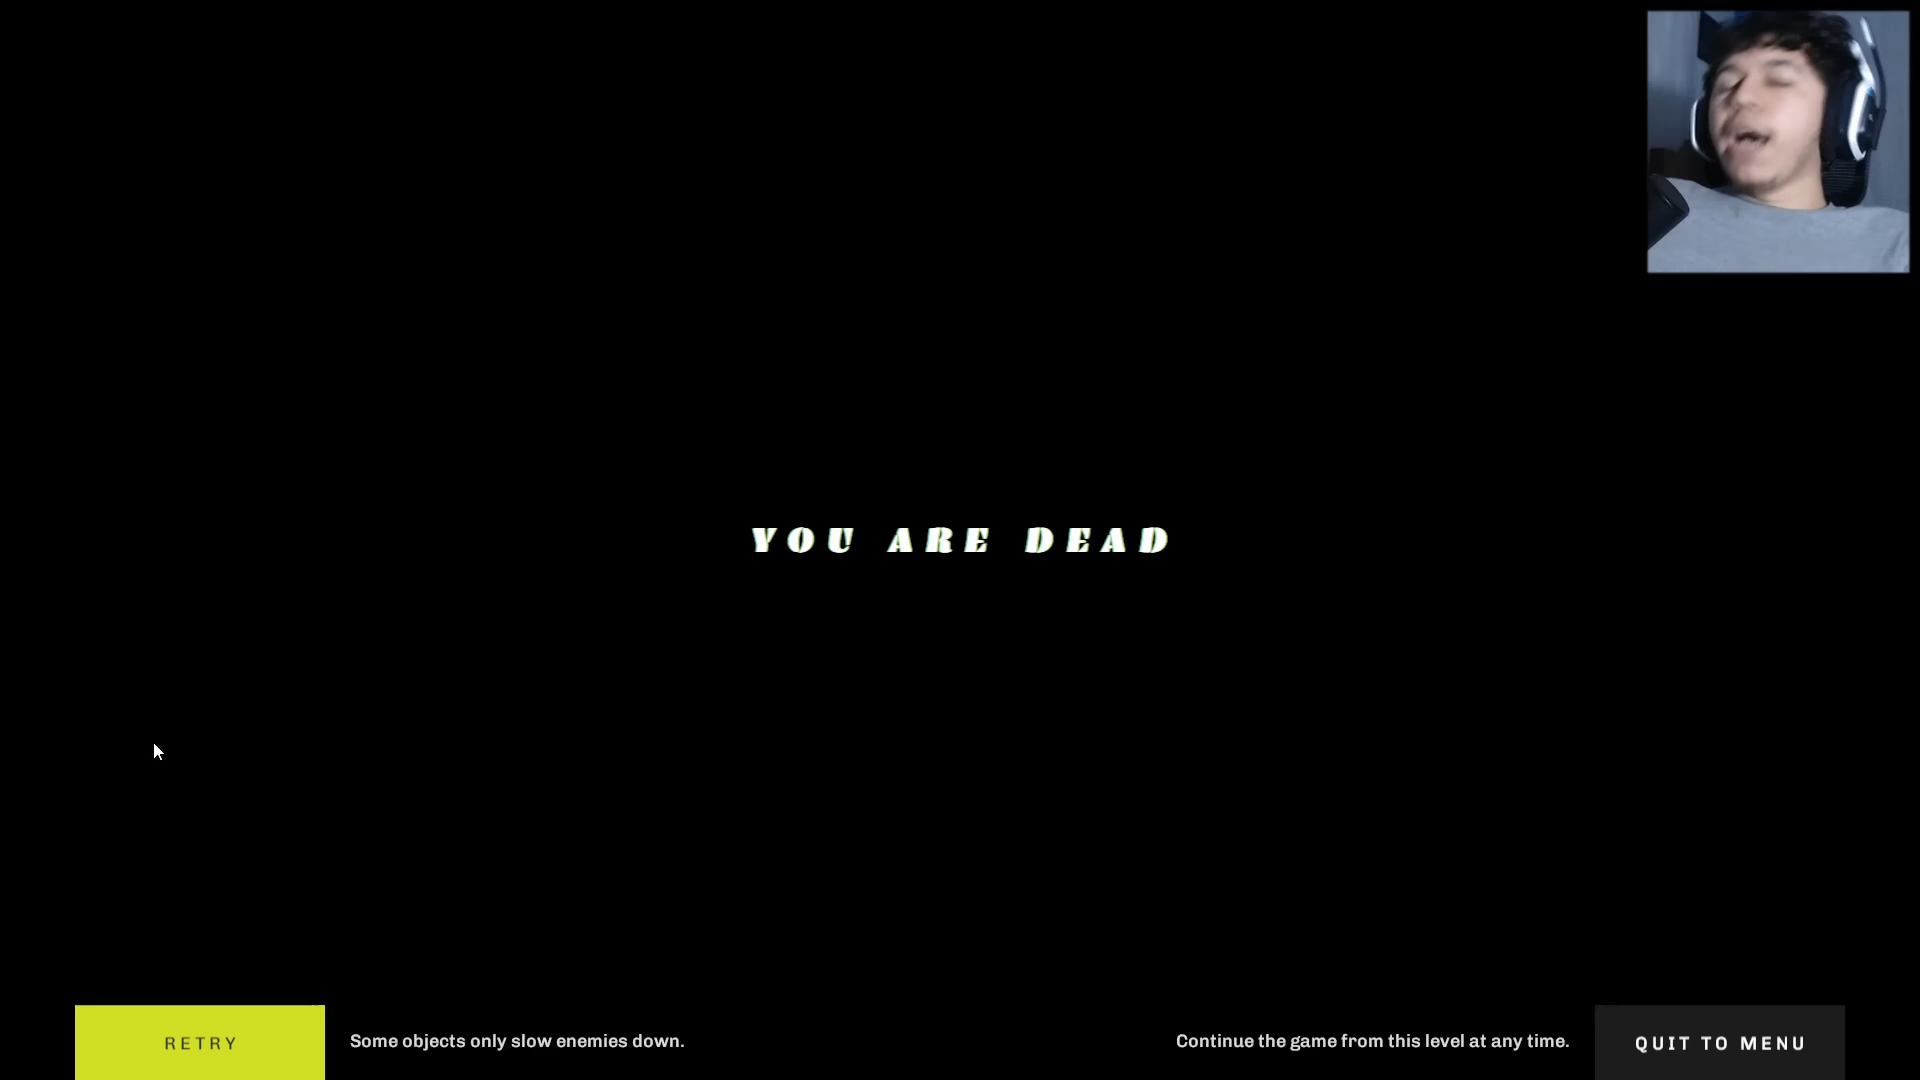 YOU ARE DEAD
RETRY
Some objects only slow enemies down.
Continue the game from this level at any time.
QUIT TO MENU